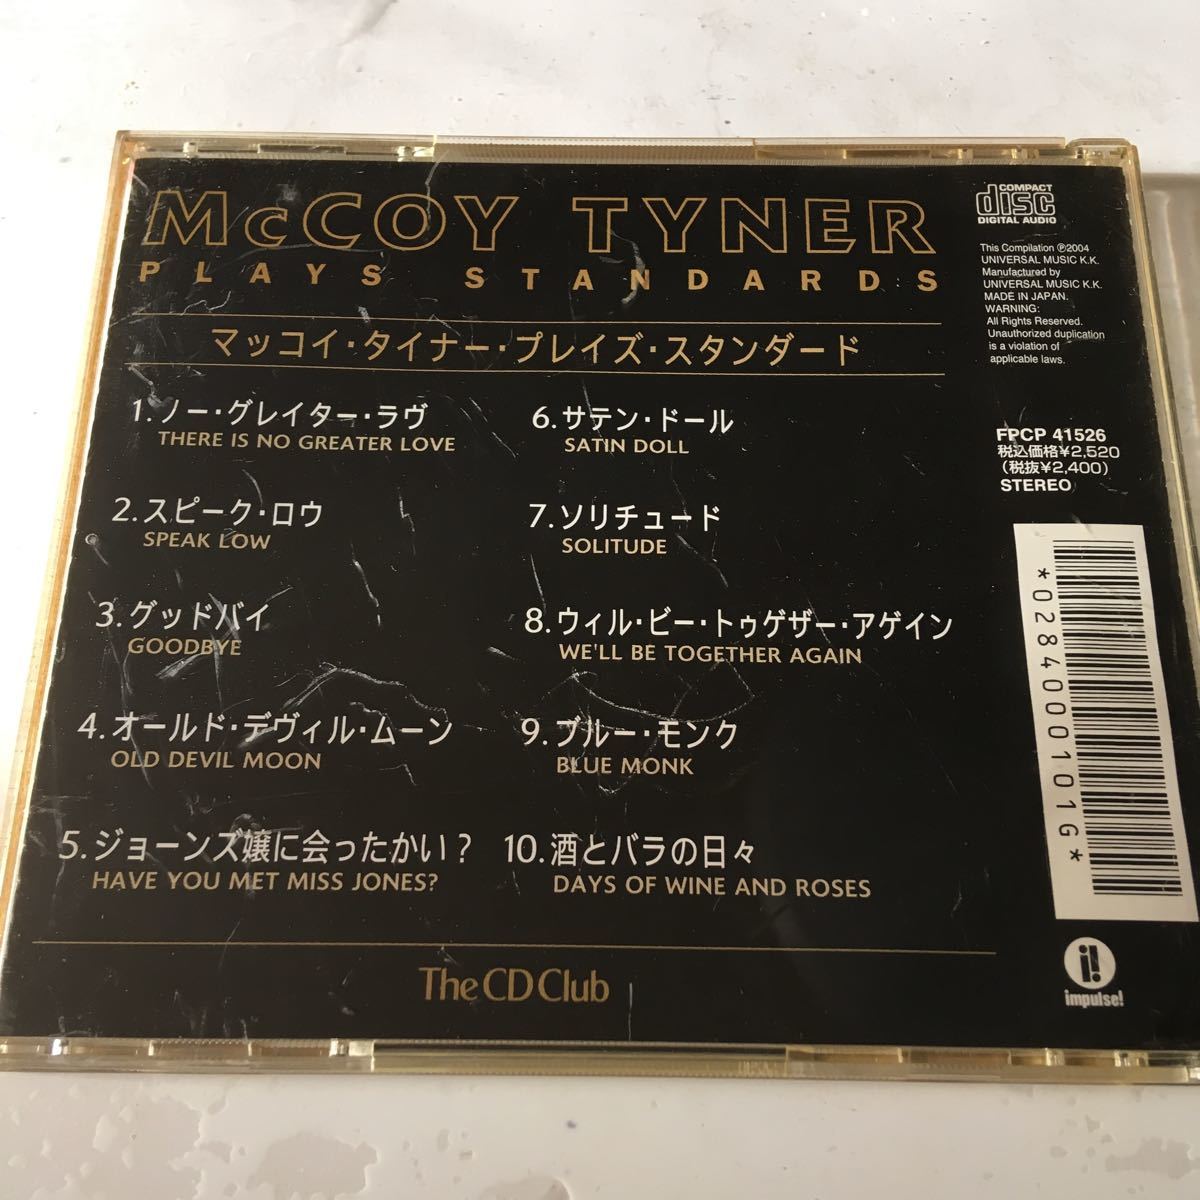 McCOY TYNER
PLAYS STANDARDS
マッコイ・タイナー・プレイズ・スタンダード
1.ノー・グレイター・ラヴ
THERE IS NO GREATER LOVE
2.スピーク・ロウ
SPEAK LOW
3.グッドバイ
GOODBYE
4.オールド・デヴィル・ムーン
OLD DEVIL MOON
5.ジョーンズ嬢に会ったかい？
HAVE YOU MET MISS JONES?
6.サテン・ドール
SATIN DOLL
7.ソリチュード
SOLITUDE
8.ウィル・ビー・トゥゲザー・アゲイン
WE'LL BE TOGETHER AGAIN
9.ブルー・モンク
BLUE MONK
10.酒とバラの日々
DAYS OF WINE AND ROSES
The CD Club
COMPACT
disc
DIGITAL AUDIO
This Compilation ℗2004
UNIVERSAL MUSIC K.K.
Manufactured by
UNIVERSAL MUSIC K.K.
MADE IN JAPAN.
WARNING:
All Rights Reserved.
Unauthorized duplication
is a violation of
applicable laws.
FPCP 41526
税込価格¥2,520
(税抜¥2,400)
STEREO
*028400101G*
i!
impulse!